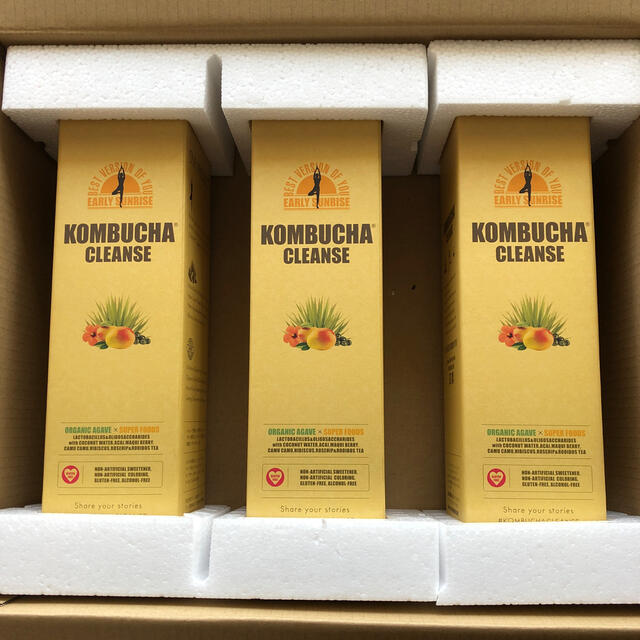 BEST VERSION OF YOU
EARLY SUNRISE
KOMBUCHA®
CLEANSE
ORGANIC AGAVE × SUPER FOODS
LACTOBACILLUS&OLIGOSACCHARIDES
with COCONUT WATER,ACAI,MAQUI BERRY,
CAMU CAMU,HIBISCUS,ROSEHIP&ROOIBOS TEA
NON-ARTIFICIAL SWEETENER,
NON-ARTIFICIAL COLORING,
GLUTEN-FREE, ALCOHOL-FREE
Share your stories
BEST VERSION OF YOU
EARLY SUNRISE
KOMBUCHA®
CLEANSE
ORGANIC AGAVE × SUPER FOODS
LACTOBACILLUS&OLIGOSACCHARIDES
with COCONUT WATER,ACAI,MAQUI BERRY,
CAMU CAMU,HIBISCUS,ROSEHIP&ROOIBOS TEA
NON-ARTIFICIAL SWEETENER,
NON-ARTIFICIAL COLORING,
GLUTEN-FREE, ALCOHOL-FREE
Share your stories
BEST VERSION OF YOU
EARLY SUNRISE
KOMBUCHA®
CLEANSE
ORGANIC AGAVE × SUPER FOODS
LACTOBACILLUS&OLIGOSACCHARIDES
with COCONUT WATER,ACAI,MAQUI BERRY,
CAMU CAMU,HIBISCUS,ROSEHIP&ROOIBOS TEA
NON-ARTIFICIAL SWEETENER,
NON-ARTIFICIAL COLORING,
GLUTEN-FREE, ALCOHOL-FREE
Share your stories
#KOMBUCHACLEANSE